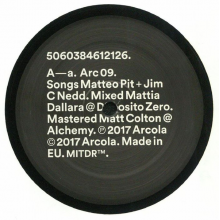 5060384612126.
A—a. Arc 09.
Songs Matteo Pit + Jim
C Nedd. Mixed Mattia
Dallara @ Deposito Zero.
Mastered Matt Colton @
Alchemy. ℗ 2017 Arcola
© 2017 Arcola. Made in
EU. MITDR™.